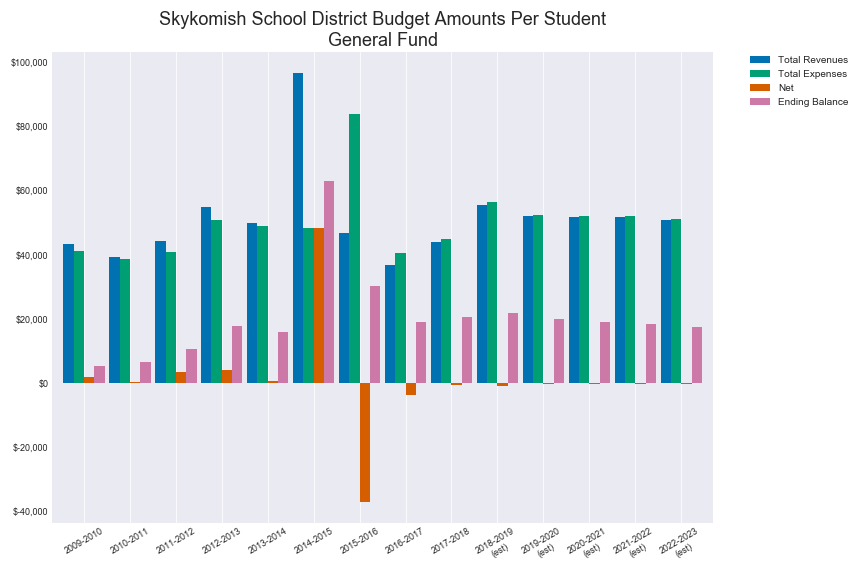 Skykomish School District Budget Amounts Per Student
General Fund
Total Revenues
Total Expenses
Net
Ending Balance
$100,000
$80,000
$60,000
$40,000
$20,000
$0
$-20,000
$-40,000
2009-2010
2010-2011
2011-2012
2012-2013
2013-2014
2014-2015
2015-2016
2016-2017
2017-2018
2018-2019
(est)
2019-2020
(est)
2020-2021
(est)
2021-2022
(est)
2022-2023
(est)